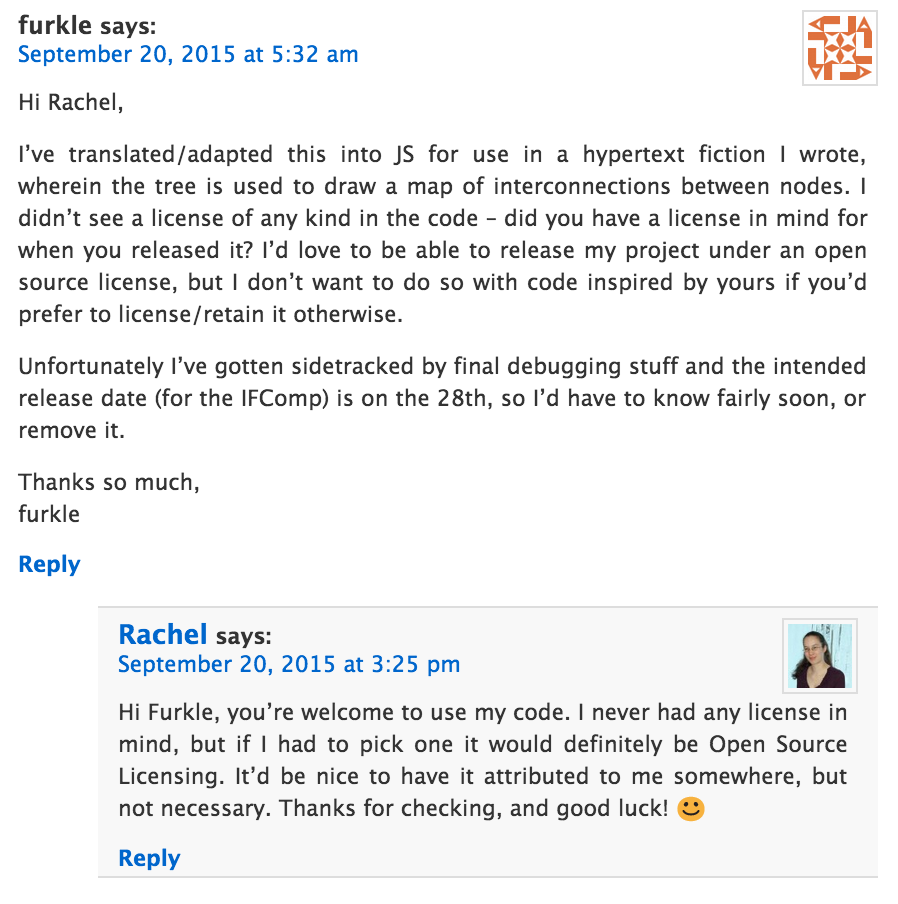 furkle says:
September 20, 2015 at 5:32 am
Hi Rachel,
I’ve translated/adapted this into JS for use in a hypertext fiction I wrote,
wherein the tree is used to draw a map of interconnections between nodes. I
didn’t see a license of any kind in the code – did you have a license in mind for
when you released it? I’d love to be able to release my project under an open
source license, but I don’t want to do so with code inspired by yours if you’d
prefer to license/retain it otherwise.
Unfortunately I’ve gotten sidetracked by final debugging stuff and the intended
release date (for the IFComp) is on the 28th, so I’d have to know fairly soon, or
remove it.
Thanks so much,
furkle
Reply
Rachel says:
September 20, 2015 at 3:25 pm
Hi Furkle, you’re welcome to use my code. I never had any license in
mind, but if I had to pick one it would definitely be Open Source
Licensing. It’d be nice to have it attributed to me somewhere, but
not necessary. Thanks for checking, and good luck! 🙂
Reply